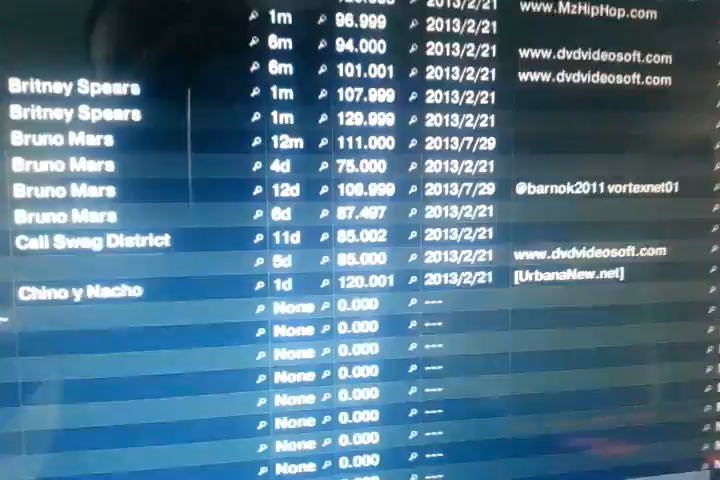 2013/2/21 www.MzHipHop.com
1m 96.999 2013/2/21
6m 94.000 2013/2/21 www.dvdvideosoft.com
6m 101.001 2013/2/21 www.dvdvideosoft.com
Britney Spears 1m 107.999 2013/2/21
Britney Spears 1m 129.999 2013/2/21
Bruno Mars 12m 111.000 2013/7/29
Bruno Mars 4d 75.000 2013/2/21
Bruno Mars 12d 109.999 2013/7/29 @barnok2011 vortexnet01
Bruno Mars 6d 87.497 2013/2/21
Cali Swag District 11d 85.002 2013/2/21
5d 85.000 2013/2/21 www.dvdvideosoft.com
Chino y Nacho 1d 120.001 2013/2/21 [UrbanaNew.net]
None 0.000 ---
None 0.000 ---
None 0.000 ---
None 0.000 ---
None 0.000 ---
None 0.000 ---
None 0.000 ---
None 0.000 ---